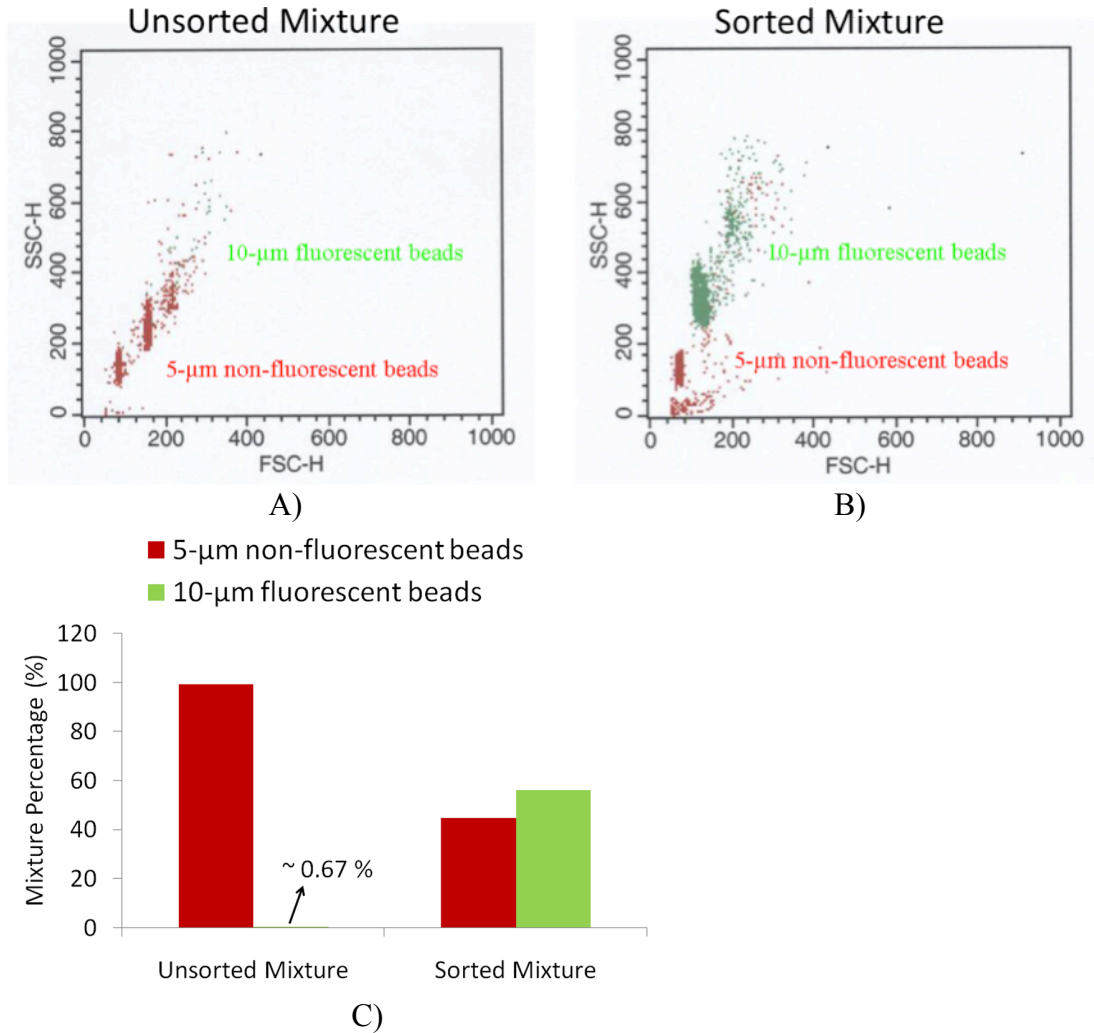 Unsorted Mixture
SSC-H
1000
800
600
400
200
0
10-µm fluorescent beads
5-µm non-fluorescent beads
0 200 400 600 800 1000
FSC-H
A)
Sorted Mixture
SSC-H
1000
800
600
400
200
0
10-µm fluorescent beads
5-µm non-fluorescent beads
0 200 400 600 800 1000
FSC-H
B)
5-µm non-fluorescent beads
10-µm fluorescent beads
Mixture Percentage (%)
120
100
80
60
40
20
0
~ 0.67 %
Unsorted Mixture Sorted Mixture
C)